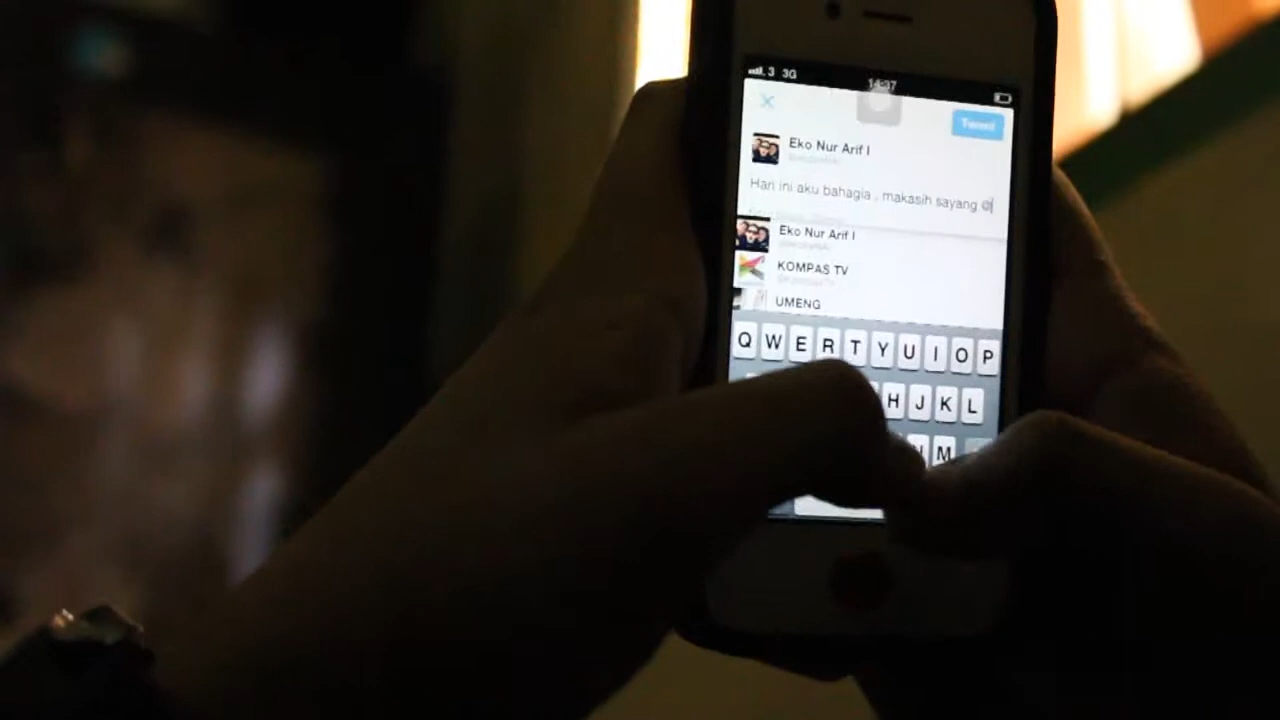 3 3G 14:37
Tweet
Eko Nur Arif I
Hari ini aku bahagia , makasih sayang @
Eko Nur Arif I
KOMPAS TV
UMENG
Q W E R T Y U I O P
H J K L
N M